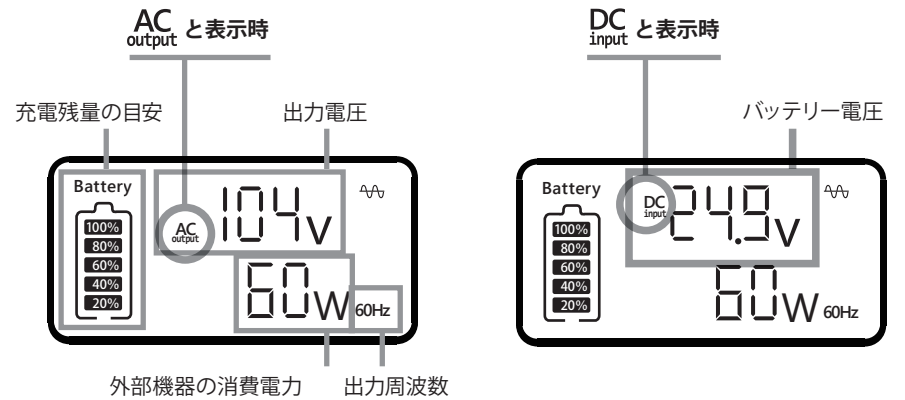 AC output と表示時
充電残量の目安
出力電圧
Battery
100%
80%
60%
40%
20%
AC output
104V
60W
60Hz
外部機器の消費電力
出力周波数
DC input と表示時
バッテリー電圧
Battery
100%
80%
60%
40%
20%
DC input
24.9V
60W
60Hz